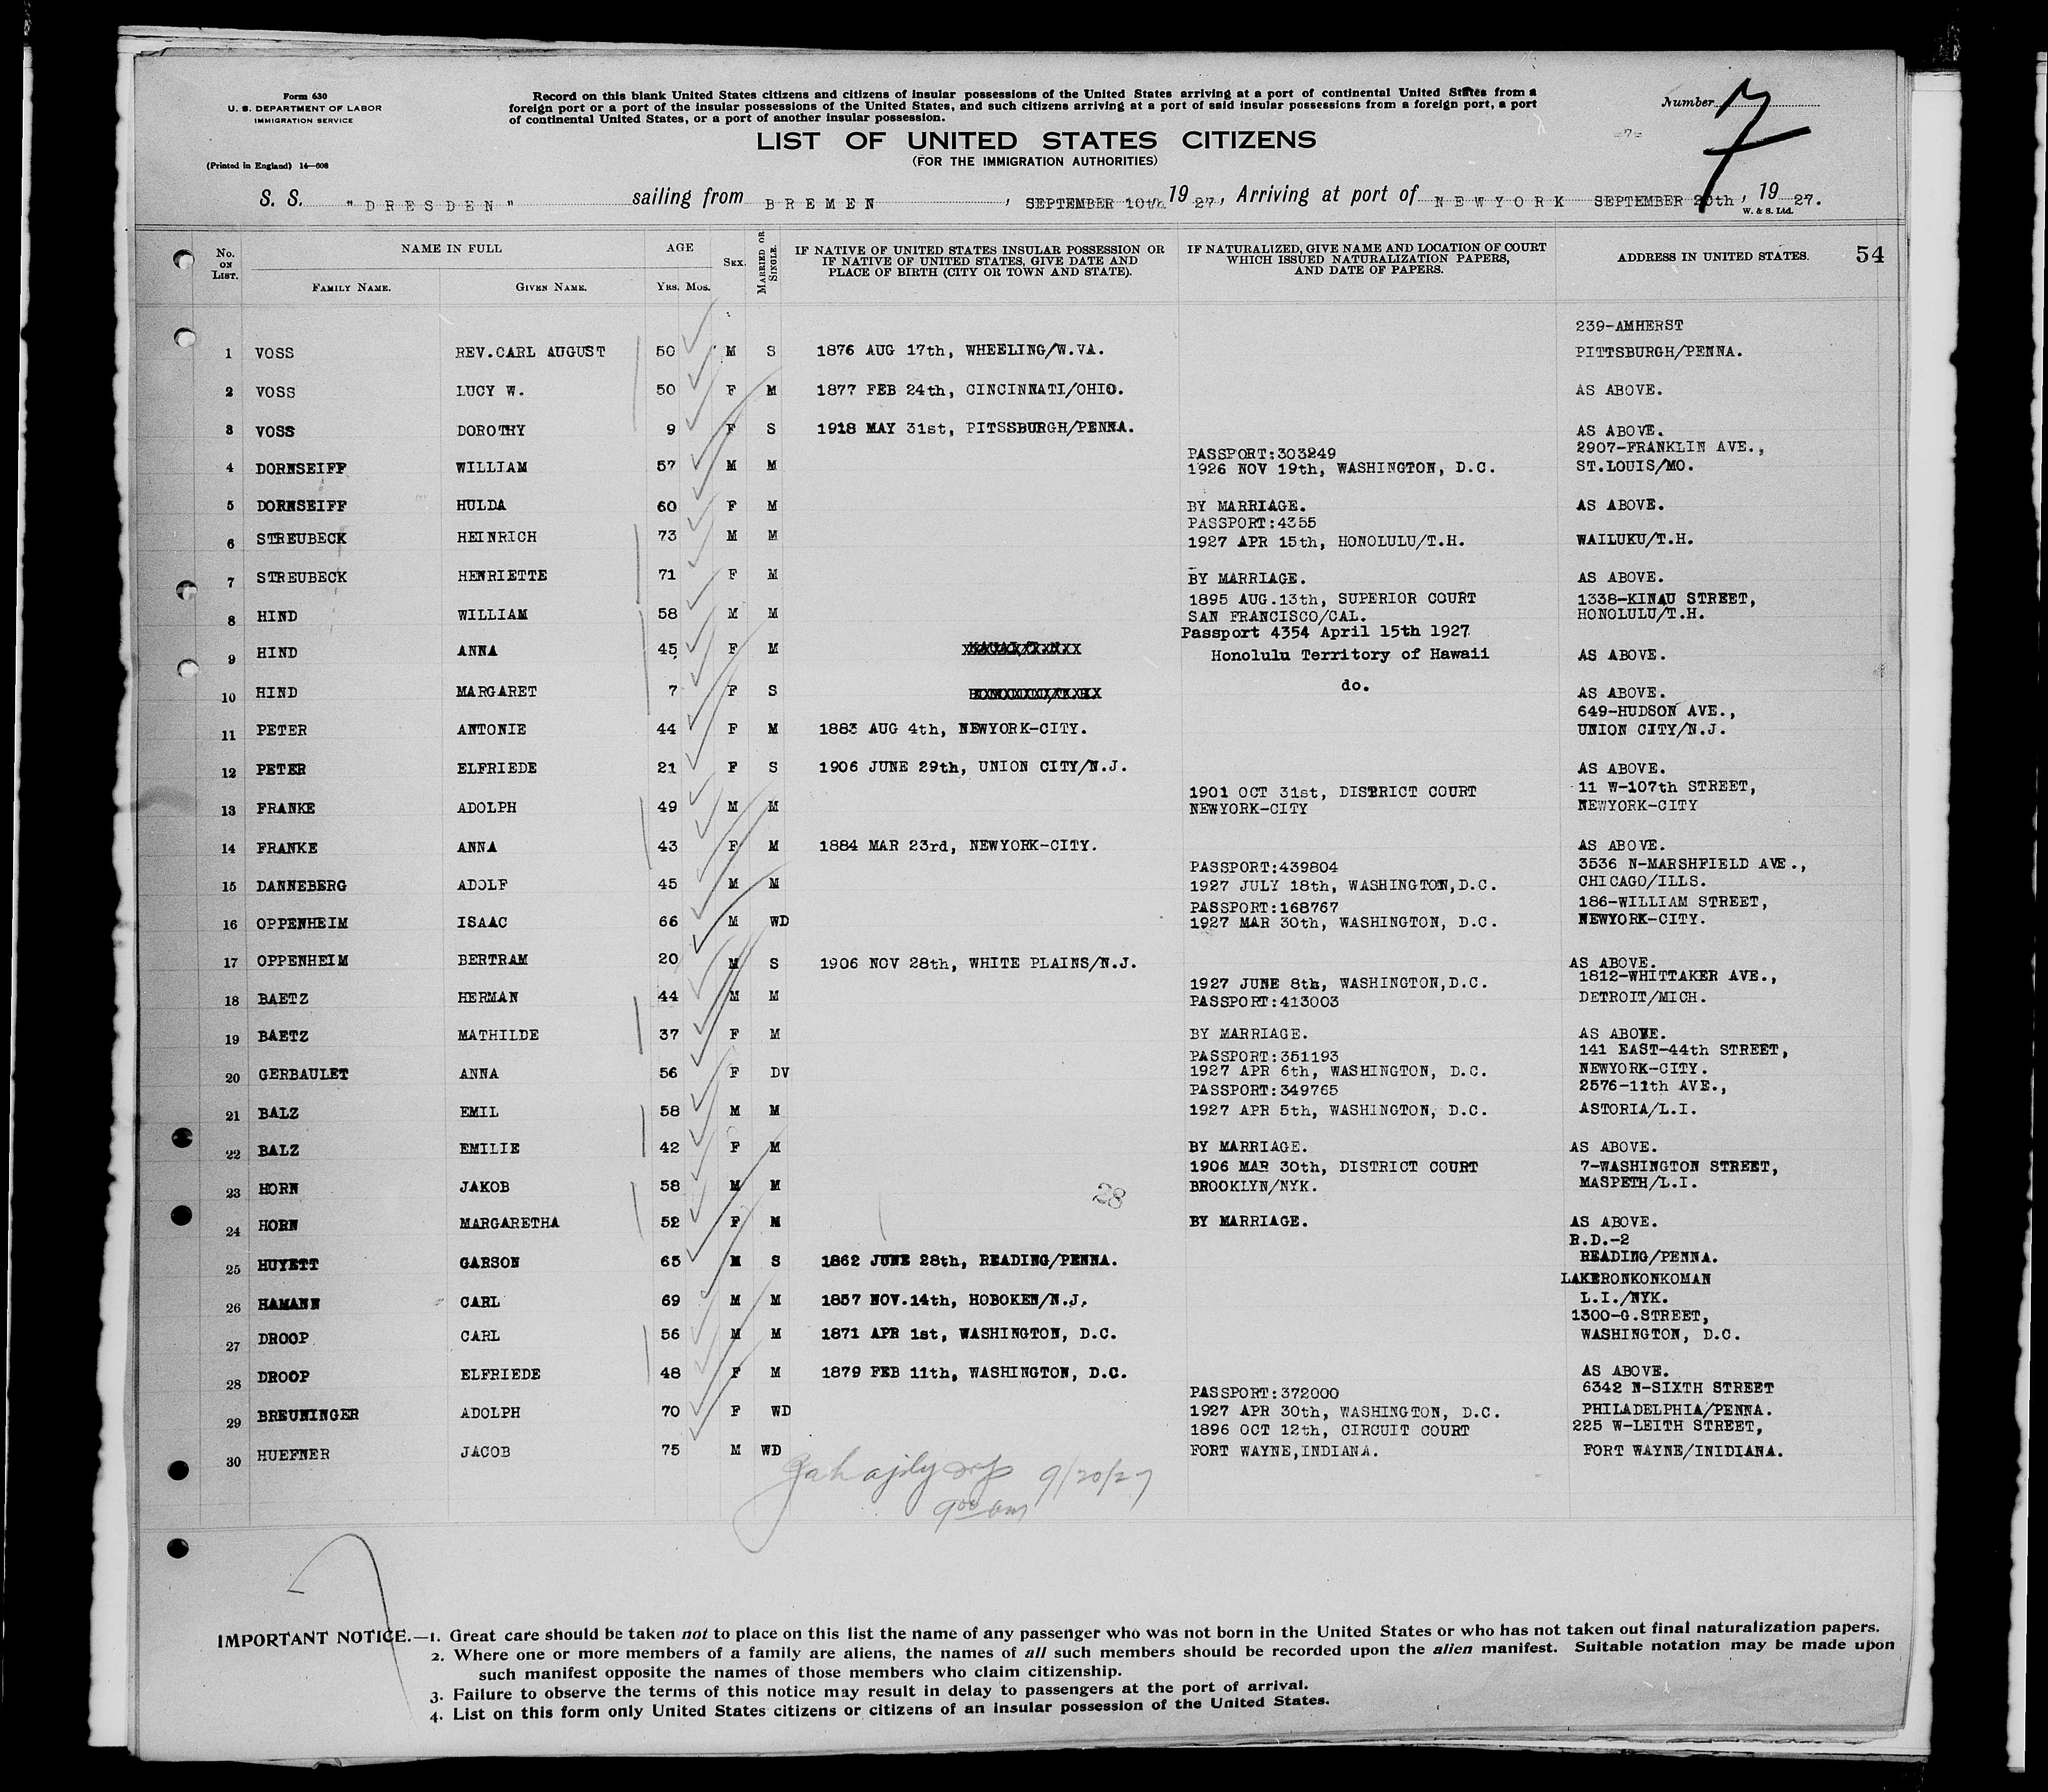 Form 630
U. S. DEPARTMENT OF LABOR
IMMIGRATION SERVICE
(Printed in England) 14—608
Record on this blank United States citizens and citizens of insular possessions of the United States arriving at a port of continental United States from a
foreign port or a port of the insular possessions of the United States, and such citizens arriving at a port of said insular possessions from a foreign port, a port
of continental United States, or a port of another insular possession.
Number 7
-7-
LIST OF UNITED STATES CITIZENS
(FOR THE IMMIGRATION AUTHORITIES)
S. S. "DRESDEN" sailing from BREMEN, SEPTEMBER 10th 1927, Arriving at port of NEWYORK SEPTEMBER 20th, 1927.
W. & S. Ltd.
No. ON LIST. NAME IN FULL FAMILY NAME. GIVEN NAME. AGE YRS. MOS. SEX. MARRIED OR SINGLE. IF NATIVE OF UNITED STATES INSULAR POSSESSION OR IF NATIVE OF UNITED STATES, GIVE DATE AND PLACE OF BIRTH (CITY OR TOWN AND STATE). IF NATURALIZED, GIVE NAME AND LOCATION OF COURT WHICH ISSUED NATURALIZATION PAPERS, AND DATE OF PAPERS. ADDRESS IN UNITED STATES. 54
239-AMHERST
1 VOSS REV.CARL AUGUST 50 M S 1876 AUG 17th, WHEELING/W.VA. PITTSBURGH/PENNA.
2 VOSS LUCY W. 50 F M 1877 FEB 24th, CINCINNATI/OHIO. AS ABOVE.
3 VOSS DOROTHY 9 F S 1918 MAY 31st, PITSSBURGH/PENNA. AS ABOVE.
PASSPORT:303249 2907-FRANKLIN AVE.,
4 DORNSEIFF WILLIAM 57 M M 1926 NOV 19th, WASHINGTON, D.C. ST.LOUIS/MO.
5 DORNSEIFF HULDA 60 F M BY MARRIAGE. AS ABOVE.
PASSPORT:4355
6 STREUBECK HEINRICH 73 M M 1927 APR 15th, HONOLULU/T.H. WAILUKU/T.H.
7 STREUBECK HENRIETTE 71 F M BY MARRIAGE. AS ABOVE.
1895 AUG.13th, SUPERIOR COURT 1338-KINAU STREET,
8 HIND WILLIAM 58 M M SAN FRANCISCO/CAL. HONOLULU/T.H.
Passport 4354 April 15th 1927
9 HIND ANNA 45 F M Honolulu Territory of Hawaii AS ABOVE.
10 HIND MARGARET 7 F S do. AS ABOVE.
649-HUDSON AVE.,
11 PETER ANTONIE 44 F M 1883 AUG 4th, NEWYORK-CITY. UNION CITY/N.J.
12 PETER ELFRIEDE 21 F S 1906 JUNE 29th, UNION CITY/N.J. AS ABOVE.
1901 OCT 31st, DISTRICT COURT 11 W-107th STREET,
13 FRANKE ADOLPH 49 M M NEWYORK-CITY NEWYORK-CITY
14 FRANKE ANNA 43 F M 1884 MAR 23rd, NEWYORK-CITY. AS ABOVE.
PASSPORT:439804 3536 N-MARSHFIELD AVE.,
15 DANNEBERG ADOLF 45 M M 1927 JULY 18th, WASHINGTON,D.C. CHICAGO/ILLS.
PASSPORT:168767 186-WILLIAM STREET,
16 OPPENHEIM ISAAC 66 M WD 1927 MAR 30th, WASHINGTON, D.C. NEWYORK-CITY.
17 OPPENHEIM BERTRAM 20 M S 1906 NOV 28th, WHITE PLAINS/N.J. AS ABOVE.
1927 JUNE 8th, WASHINGTON,D.C. 1812-WHITTAKER AVE.,
18 BAETZ HERMAN 44 M M PASSPORT:413003 DETROIT/MICH.
19 BAETZ MATHILDE 37 F M BY MARRIAGE. AS ABOVE.
PASSPORT:351193 141 EAST-44th STREET,
20 GERBAULET ANNA 56 F DV 1927 APR 6th, WASHINGTON, D.C. NEWYORK-CITY.
PASSPORT:349765 2576-11th AVE.,
21 BALZ EMIL 58 M M 1927 APR 5th, WASHINGTON, D.C. ASTORIA/L.I.
22 BALZ EMILIE 42 F M BY MARRIAGE. AS ABOVE.
1906 MAR 30th, DISTRICT COURT 7-WASHINGTON STREET,
23 HORN JAKOB 58 M M 28 BROOKLYN/NYK. MASPETH/L.I.
24 HORN MARGARETHA 52 F M BY MARRIAGE. AS ABOVE.
R.D.-2
25 HUYETT GARSON 65 M S 1862 JUNE 28th, READING/PENNA. READING/PENNA.
LAKERONKONKOMAN
26 HAMANN CARL 69 M M 1857 NOV.14th, HOBOKEN/N.J. L.I./NYK.
1300-G.STREET,
27 DROOP CARL 56 M M 1871 APR 1st, WASHINGTON, D.C. WASHINGTON, D.C.
28 DROOP ELFRIEDE 48 F M 1879 FEB 11th, WASHINGTON, D.C. AS ABOVE.
PASSPORT:372000 6342 N-SIXTH STREET
29 BREUNINGER ADOLPH 70 F WD 1927 APR 30th, WASHINGTON, D.C. PHILADELPHIA/PENNA.
1896 OCT 12th, CIRCUIT COURT 225 W-LEITH STREET,
30 HUEFNER JACOB 75 M WD FORT WAYNE,INDIANA. FORT WAYNE/INIDIANA.
9/20/27
9 00 am
IMPORTANT NOTICE.—1. Great care should be taken not to place on this list the name of any passenger who was not born in the United States or who has not taken out final naturalization papers.
2. Where one or more members of a family are aliens, the names of all such members should be recorded upon the alien manifest. Suitable notation may be made upon
such manifest opposite the names of those members who claim citizenship.
3. Failure to observe the terms of this notice may result in delay to passengers at the port of arrival.
4. List on this form only United States citizens or citizens of an insular possession of the United States.